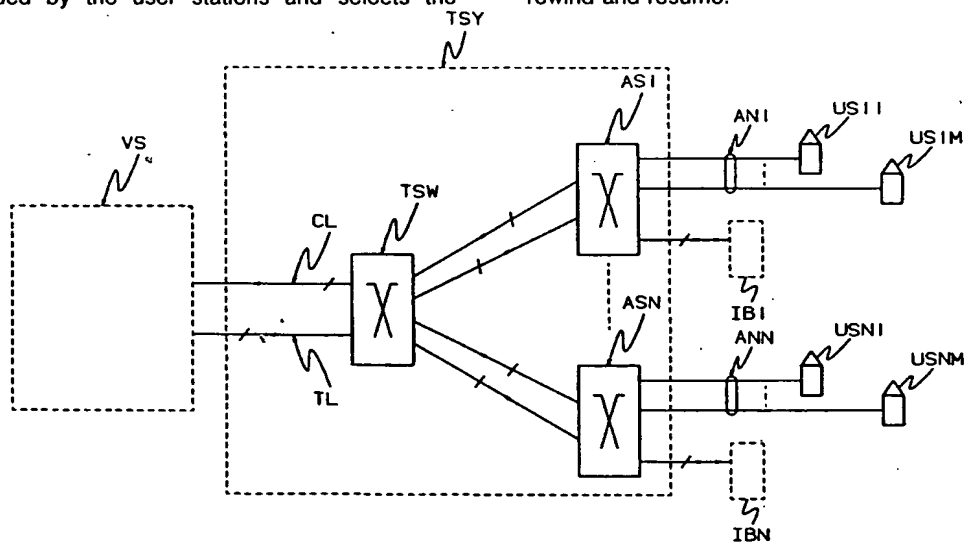 by the user stations and selects the
rewind and resume.
TSY
AS1
AN1
US11
US1M
VS
CL
TSW
IB1
ASN
ANN
USN1
USNM
TL
IBN